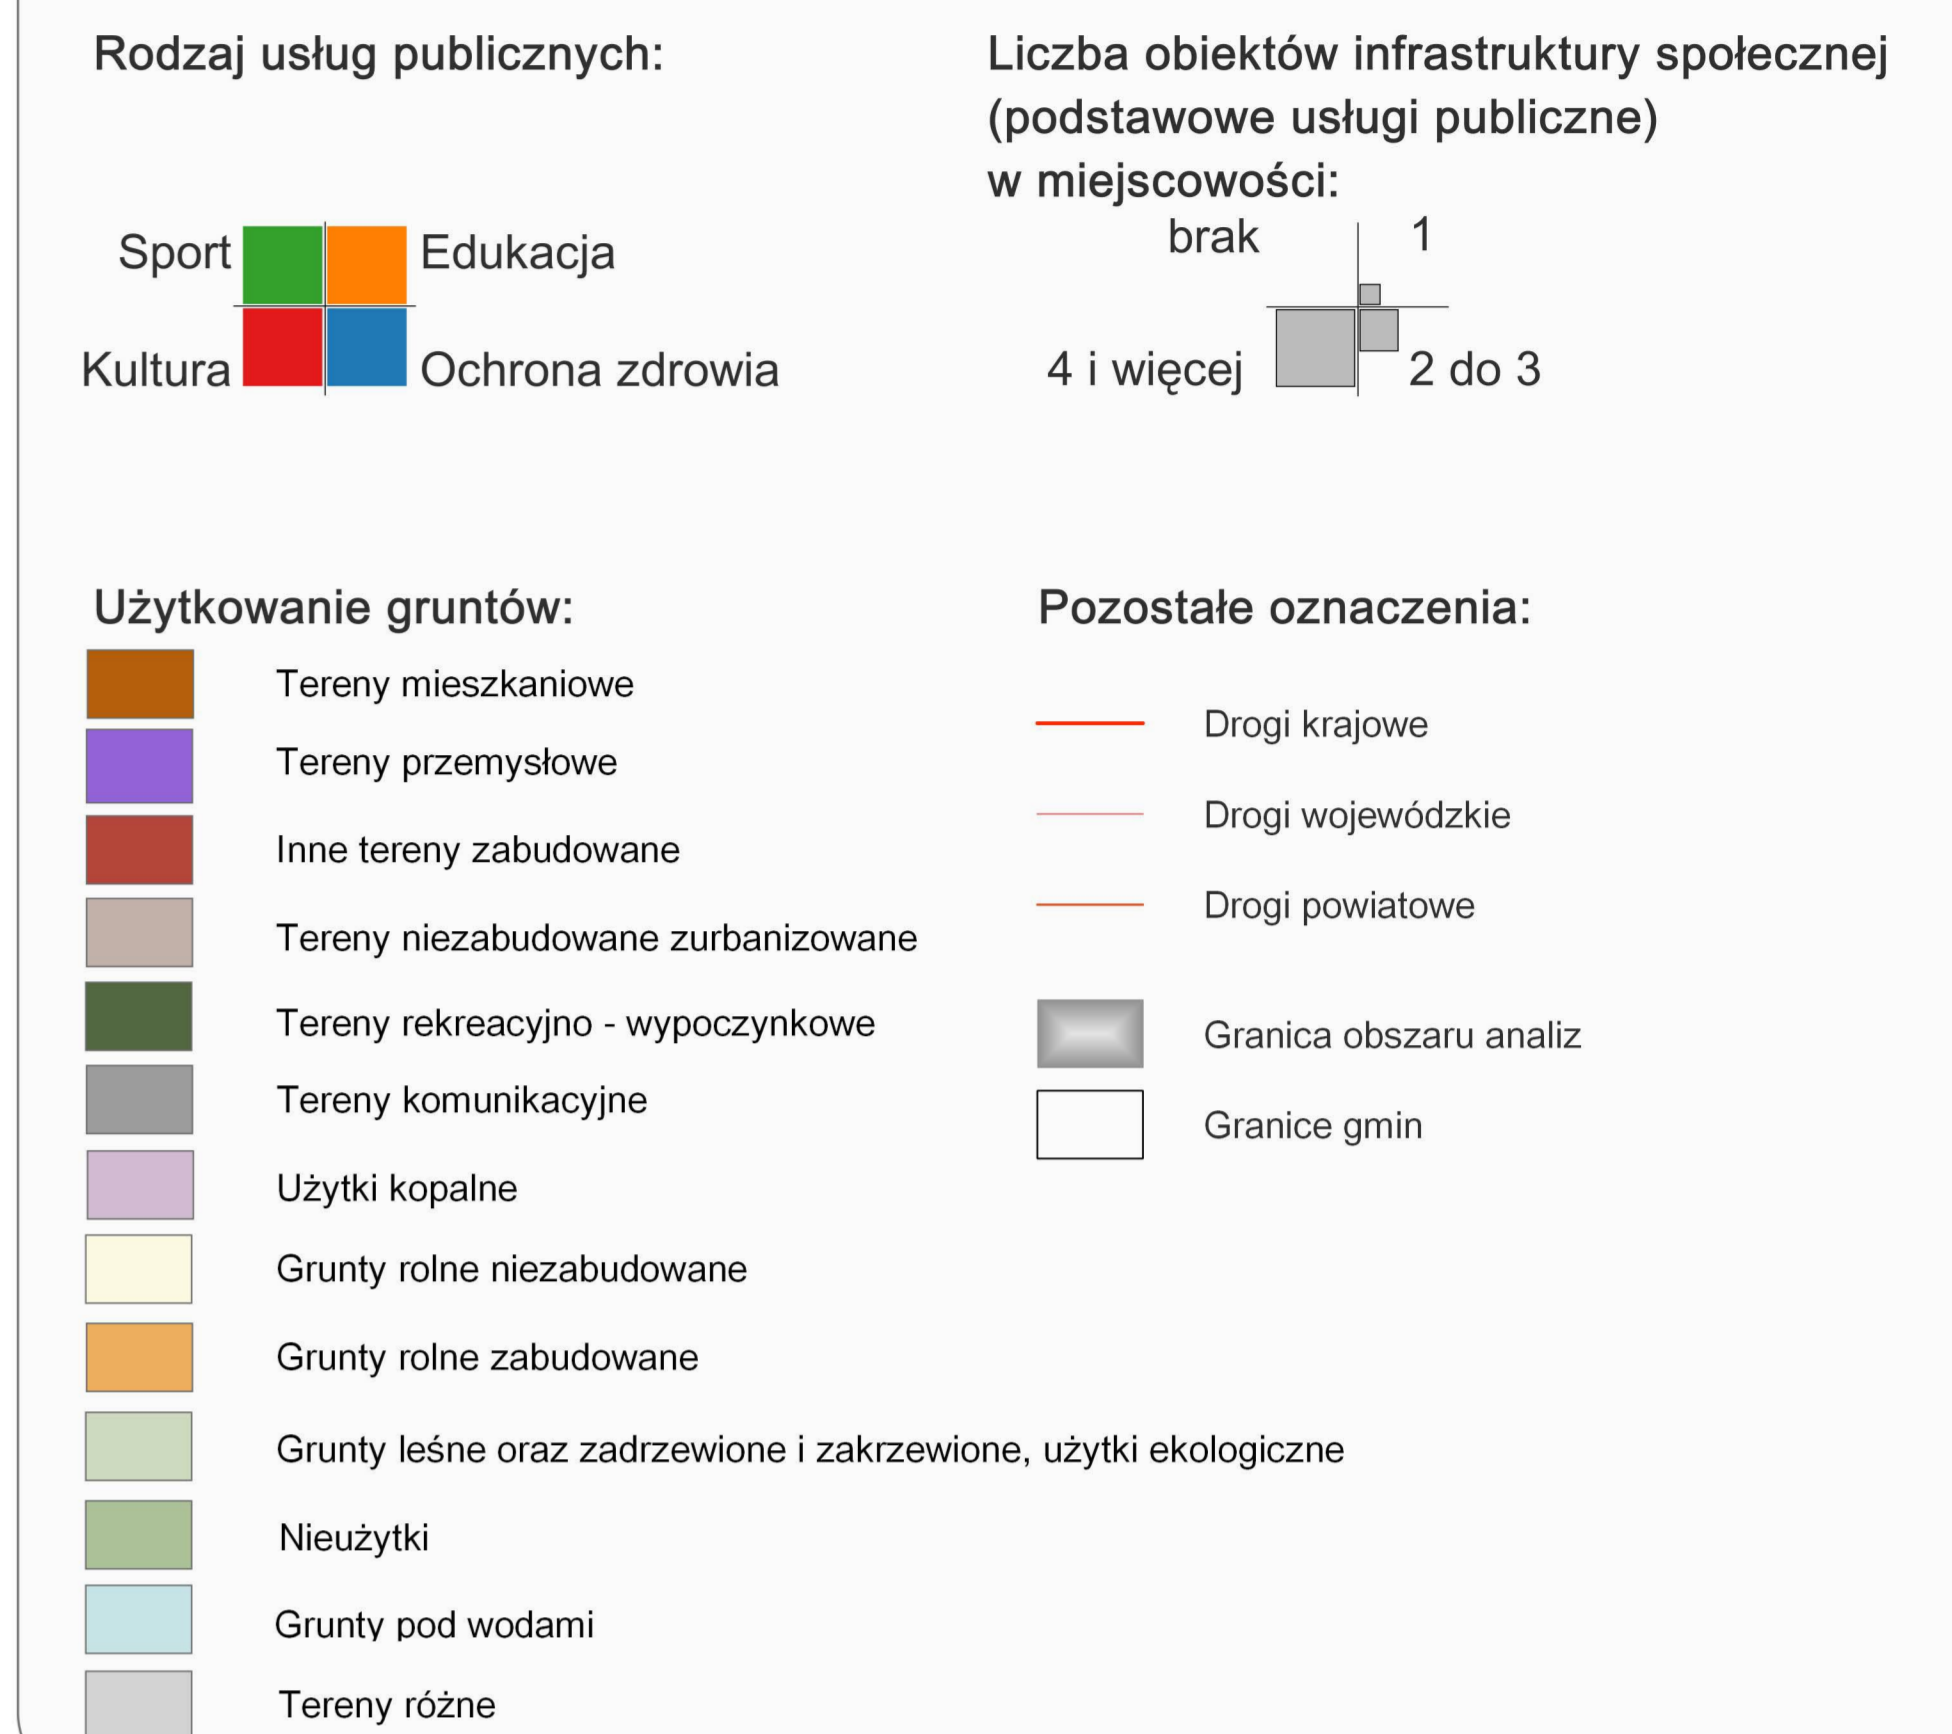 Rodzaj usług publicznych:
Sport
Edukacja
Kultura
Ochrona zdrowia
Liczba obiektów infrastruktury społecznej
(podstawowe usługi publiczne)
w miejscowości:
brak
1
4 i więcej
2 do 3
Użytkowanie gruntów:
Tereny mieszkaniowe
Tereny przemysłowe
Inne tereny zabudowane
Tereny niezabudowane zurbanizowane
Tereny rekreacyjno - wypoczynkowe
Tereny komunikacyjne
Użytki kopalne
Grunty rolne niezabudowane
Grunty rolne zabudowane
Grunty leśne oraz zadrzewione i zakrzewione, użytki ekologiczne
Nieużytki
Grunty pod wodami
Tereny różne
Pozostałe oznaczenia:
Drogi krajowe
Drogi wojewódzkie
Drogi powiatowe
Granica obszaru analiz
Granice gmin